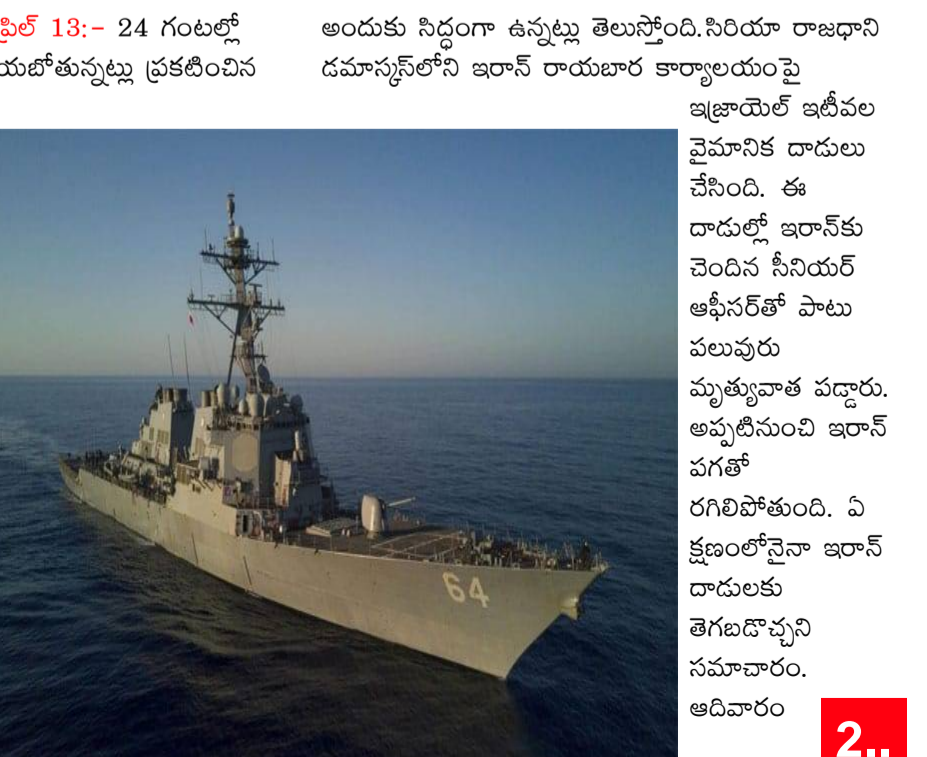 ప్రిల్ 13:- 24 గంటల్లో
యబోతున్నట్లు ప్రకటించిన
అందుకు సిద్ధంగా ఉన్నట్లు తెలుస్తోంది.సిరియా రాజధాని
డమాస్కస్‌లోని ఇరాన్ రాయబార కార్యాలయంపై
ఇజ్రాయెల్ ఇటీవల
వైమానిక దాడులు
చేసింది. ఈ
దాడుల్లో ఇరాన్‌కు
చెందిన సీనియర్
ఆఫీసర్‌తో పాటు
పలువురు
మృత్యువాత పడ్డారు.
అప్పటినుంచి ఇరాన్
పగతో
రగిలిపోతుంది. ఏ
క్షణంలోనైనా ఇరాన్
దాడులకు
తెగబడొచ్చని
సమాచారం.
ఆదివారం
2..
64